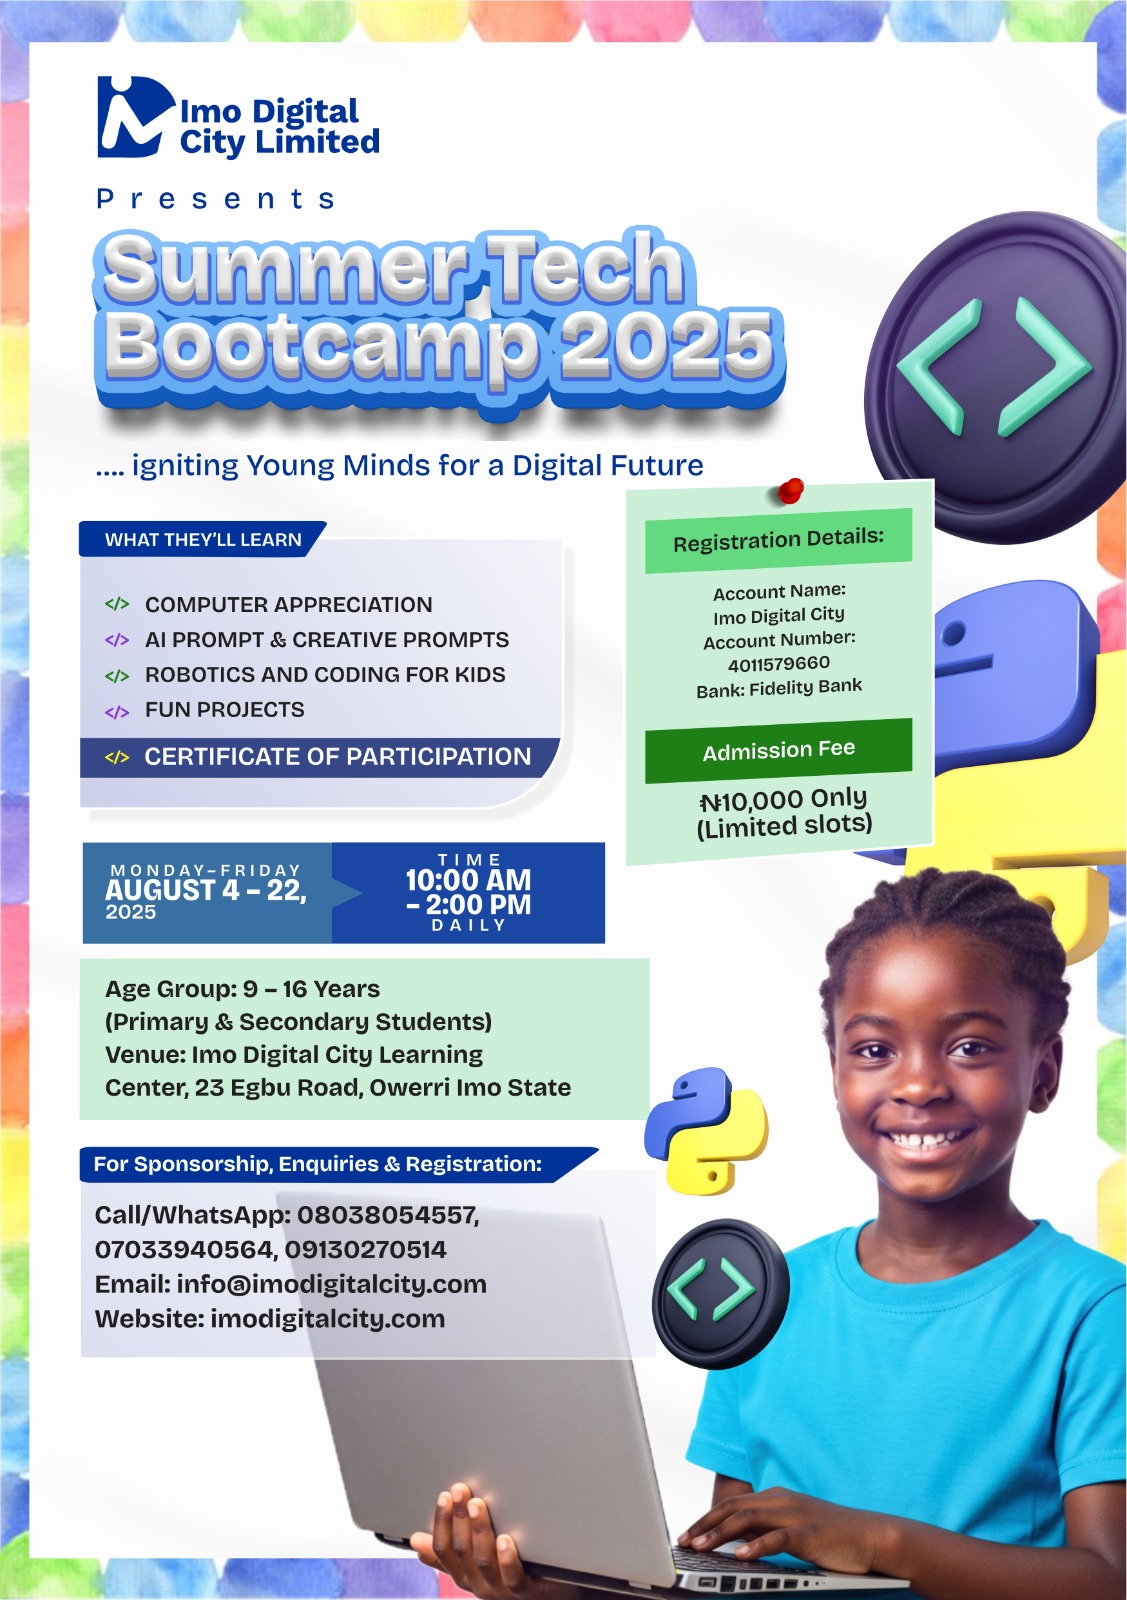 Imo Digital
City Limited
Presents
Summer Tech
Bootcamp 2025
.... igniting Young Minds for a Digital Future
WHAT THEY'LL LEARN
</> COMPUTER APPRECIATION
</> AI PROMPT & CREATIVE PROMPTS
</> ROBOTICS AND CODING FOR KIDS
</> FUN PROJECTS
</> CERTIFICATE OF PARTICIPATION
Registration Details:
Account Name:
Imo Digital City
Account Number:
4011579660
Bank: Fidelity Bank
Admission Fee
₦10,000 Only
(Limited slots)
MONDAY–FRIDAY
AUGUST 4 – 22,
2025
TIME
10:00 AM
– 2:00 PM
DAILY
Age Group: 9 – 16 Years
(Primary & Secondary Students)
Venue: Imo Digital City Learning
Center, 23 Egbu Road, Owerri Imo State
For Sponsorship, Enquiries & Registration:
Call/WhatsApp: 08038054557,
07033940564, 09130270514
Email: info@imodigitalcity.com
Website: imodigitalcity.com